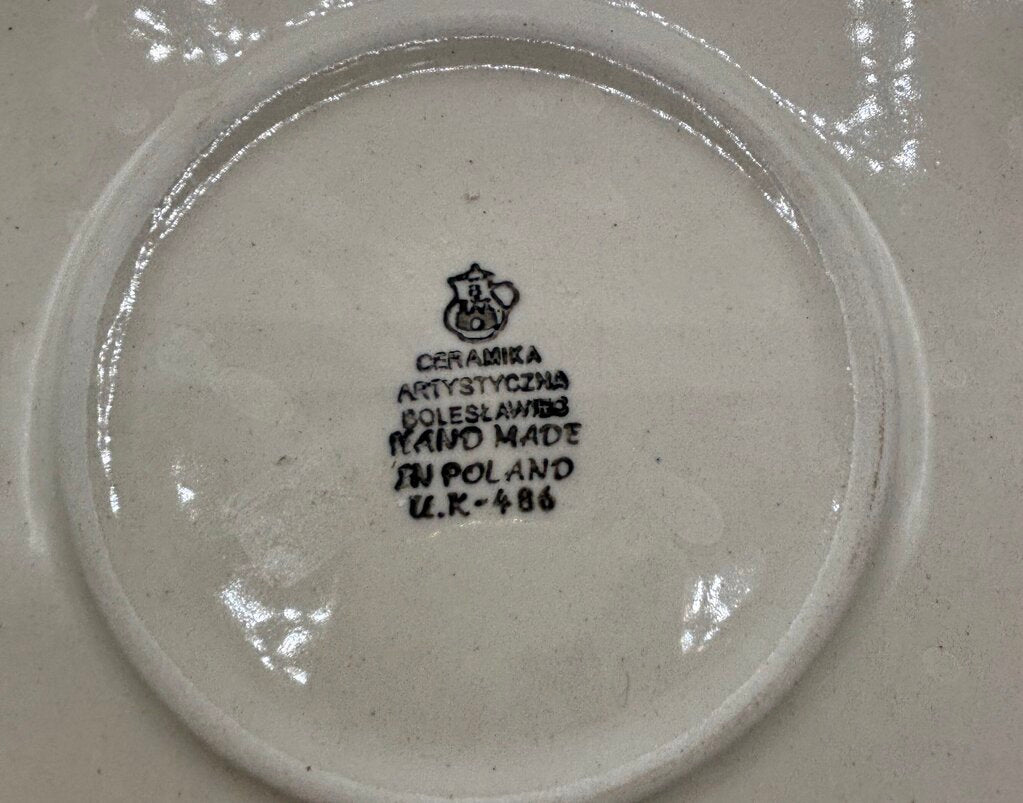 CERAMIKA
ARTYSTYCZNA
BOLESŁAWIEC
HAND MADE
IN POLAND
U.K-486